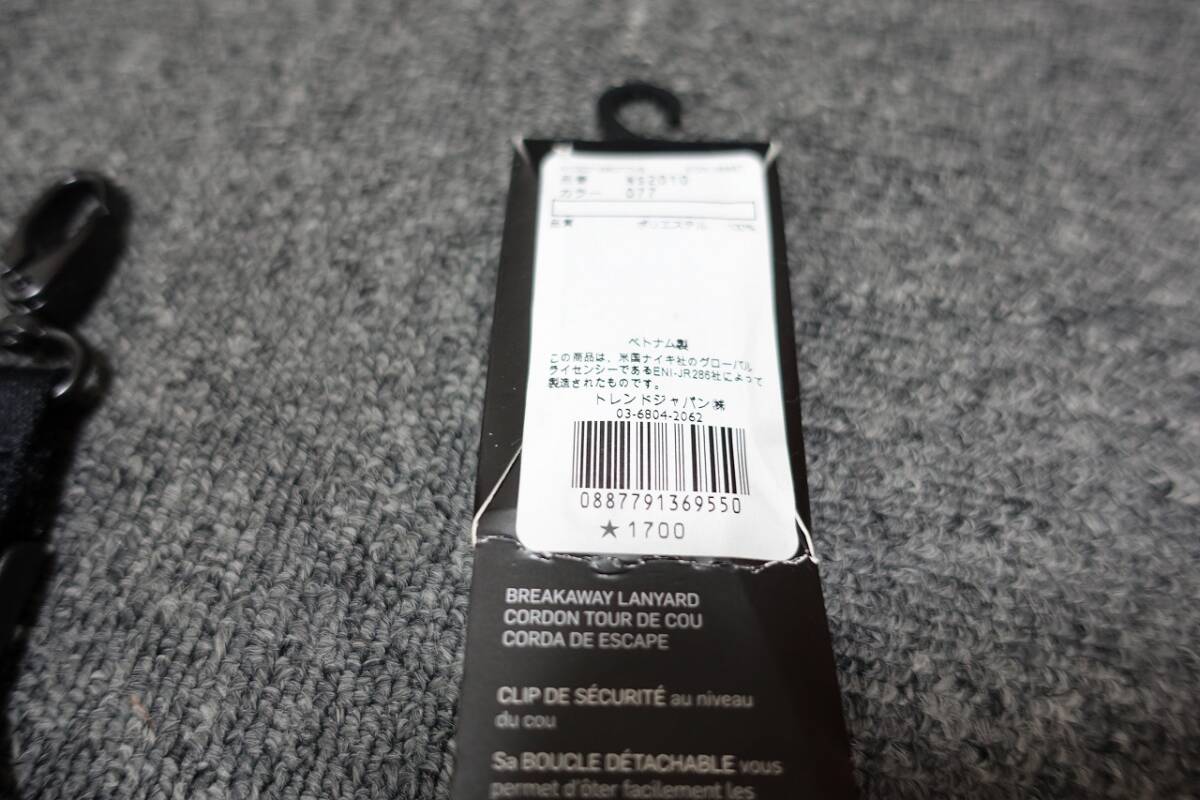 品番 NS2010
カラー 077
品質 ポリエステル 100%
ベトナム製
この商品は、米国ナイキ社のグローバル
ライセンシーであるENI-JR286社によって
製造されたものです。
トレンドジャパン㈱
03-6804-2062
0887791369550
★1700
BREAKAWAY LANYARD
CORDON TOUR DE COU
CORDA DE ESCAPE
CLIP DE SÉCURITÉ au niveau
du cou
Sa BOUCLE DÉTACHABLE vous
permet d'ôter facilement les